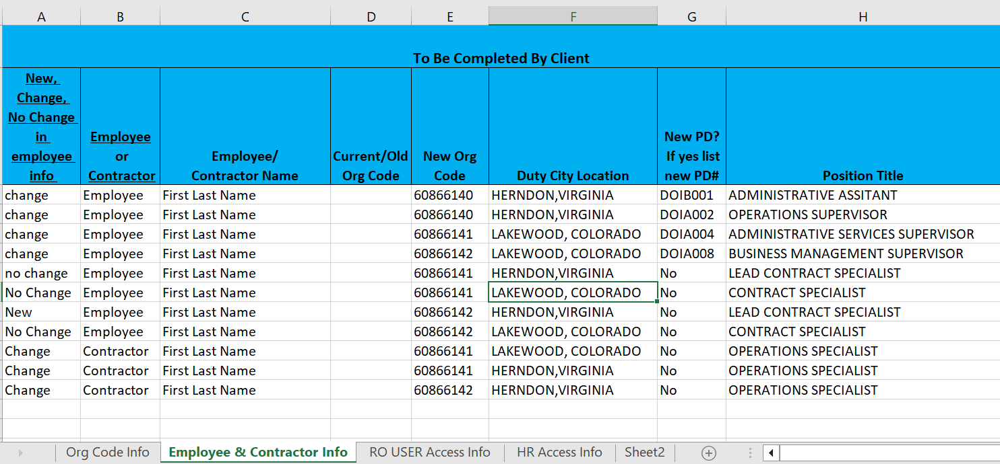 A B C D E F G H
To Be Completed By Client
New,
Change,
No Change
in
employee
info
Employee
or
Contractor
Employee/
Contractor Name
Current/Old
Org Code
New Org
Code
Duty City Location
New PD?
If yes list
new PD#
Position Title
change Employee First Last Name 60866140 HERNDON,VIRGINIA DOIB001 ADMINISTRATIVE ASSITANT
change Employee First Last Name 60866140 HERNDON,VIRGINIA DOIA002 OPERATIONS SUPERVISOR
change Employee First Last Name 60866141 LAKEWOOD, COLORADO DOIA004 ADMINISTRATIVE SERVICES SUPERVISOR
change Employee First Last Name 60866142 LAKEWOOD, COLORADO DOIA008 BUSINESS MANAGEMENT SUPERVISOR
no change Employee First Last Name 60866141 HERNDON,VIRGINIA No LEAD CONTRACT SPECIALIST
No Change Employee First Last Name 60866141 LAKEWOOD, COLORADO No CONTRACT SPECIALIST
New Employee First Last Name 60866142 HERNDON,VIRGINIA No LEAD CONTRACT SPECIALIST
No Change Employee First Last Name 60866142 LAKEWOOD, COLORADO No CONTRACT SPECIALIST
Change Contractor First Last Name 60866141 LAKEWOOD, COLORADO No OPERATIONS SPECIALIST
Change Contractor First Last Name 60866141 HERNDON,VIRGINIA No OPERATIONS SPECIALIST
Change Contractor First Last Name 60866142 HERNDON,VIRGINIA No OPERATIONS SPECIALIST
Org Code Info Employee & Contractor Info RO USER Access Info HR Access Info Sheet2